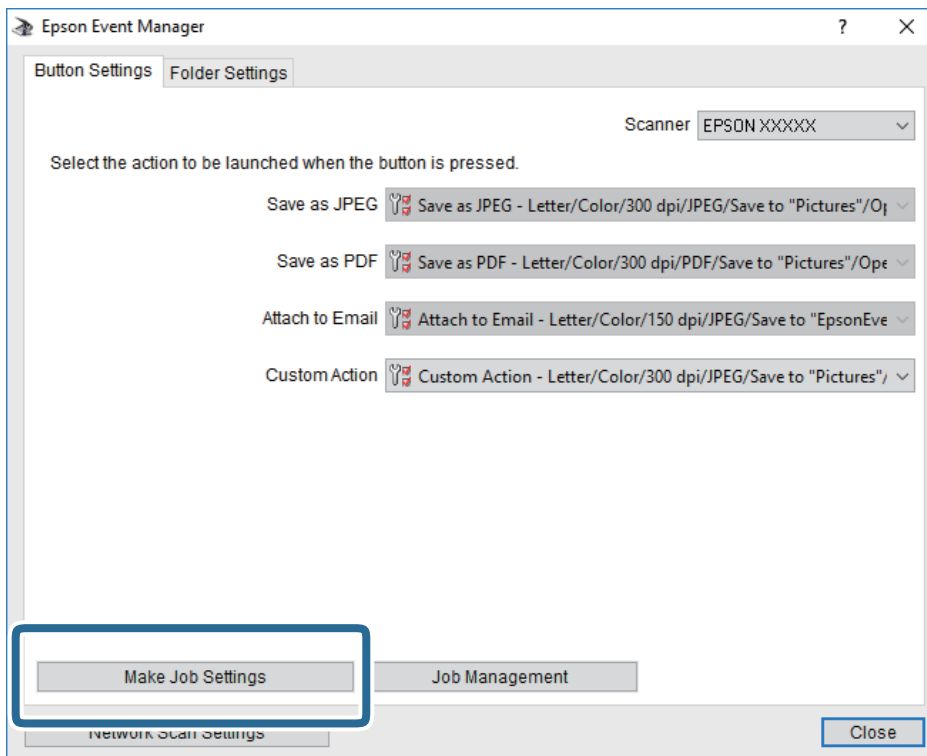 Epson Event Manager
Button Settings Folder Settings
Scanner EPSON XXXXX
Select the action to be launched when the button is pressed.
Save as JPEG Save as JPEG - Letter/Color/300 dpi/JPEG/Save to "Pictures"/Op
Save as PDF Save as PDF - Letter/Color/300 dpi/PDF/Save to "Pictures"/Ope
Attach to Email Attach to Email - Letter/Color/150 dpi/JPEG/Save to "EpsonEve
Custom Action Custom Action - Letter/Color/300 dpi/JPEG/Save to "Pictures"/
Make Job Settings Job Management
Network Scan Settings Close